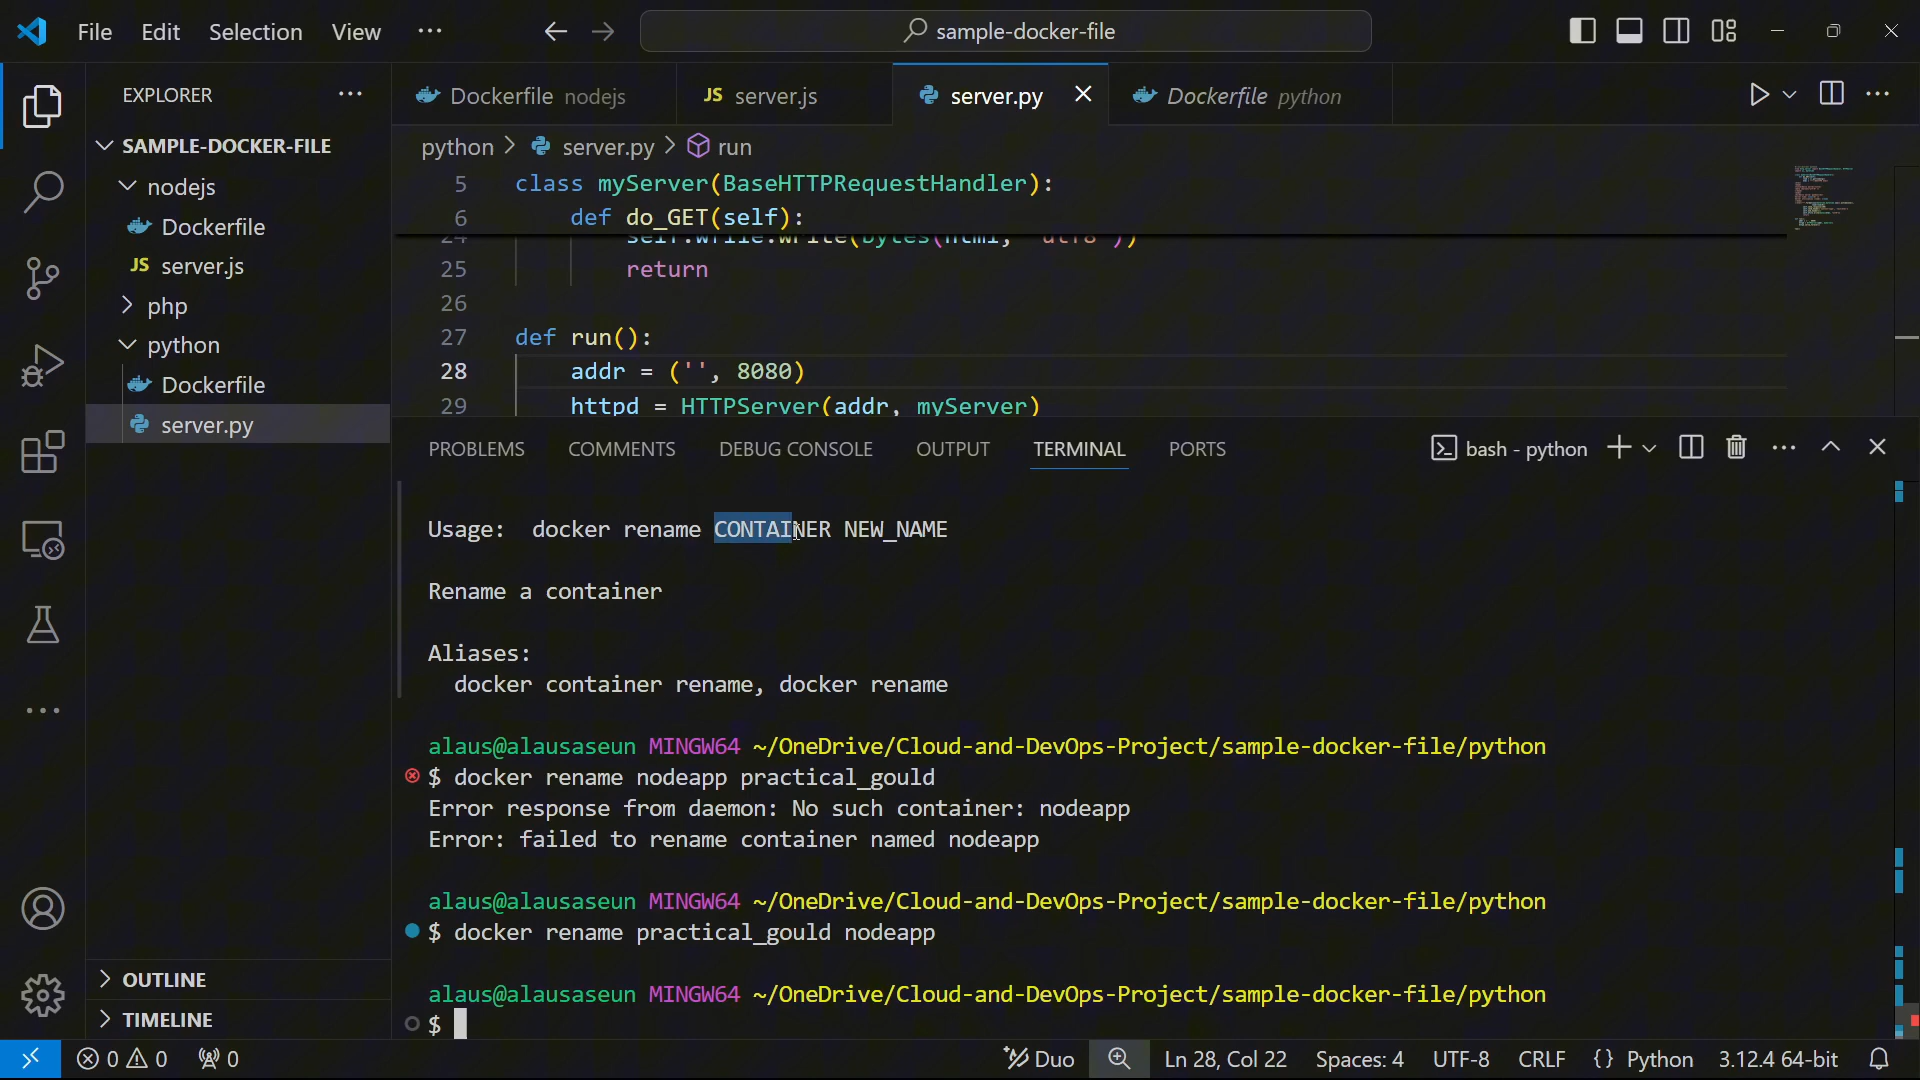 File Edit Selection View ... sample-docker-file
EXPLORER ...
SAMPLE-DOCKER-FILE
nodejs
Dockerfile
JS server.js
php
python
Dockerfile
server.py
OUTLINE
TIMELINE
Dockerfile nodejs JS server.js server.py Dockerfile python
python > server.py > run
5 class myServer(BaseHTTPRequestHandler):
6 def do_GET(self):
24 self.wfile.write(bytes(html, "utf8"))
25 return
26
27 def run():
28 addr = ('', 8080)
29 httpd = HTTPServer(addr, myServer)
PROBLEMS COMMENTS DEBUG CONSOLE OUTPUT TERMINAL PORTS bash - python
Usage: docker rename CONTAINER NEW_NAME
Rename a container
Aliases:
docker container rename, docker rename
alaus@alausaseun MINGW64 ~/OneDrive/Cloud-and-DevOps-Project/sample-docker-file/python
$ docker rename nodeapp practical_gould
Error response from daemon: No such container: nodeapp
Error: failed to rename container named nodeapp
alaus@alausaseun MINGW64 ~/OneDrive/Cloud-and-DevOps-Project/sample-docker-file/python
$ docker rename practical_gould nodeapp
alaus@alausaseun MINGW64 ~/OneDrive/Cloud-and-DevOps-Project/sample-docker-file/python
$
0 0 0 Duo Ln 28, Col 22 Spaces: 4 UTF-8 CRLF {} Python 3.12.4 64-bit